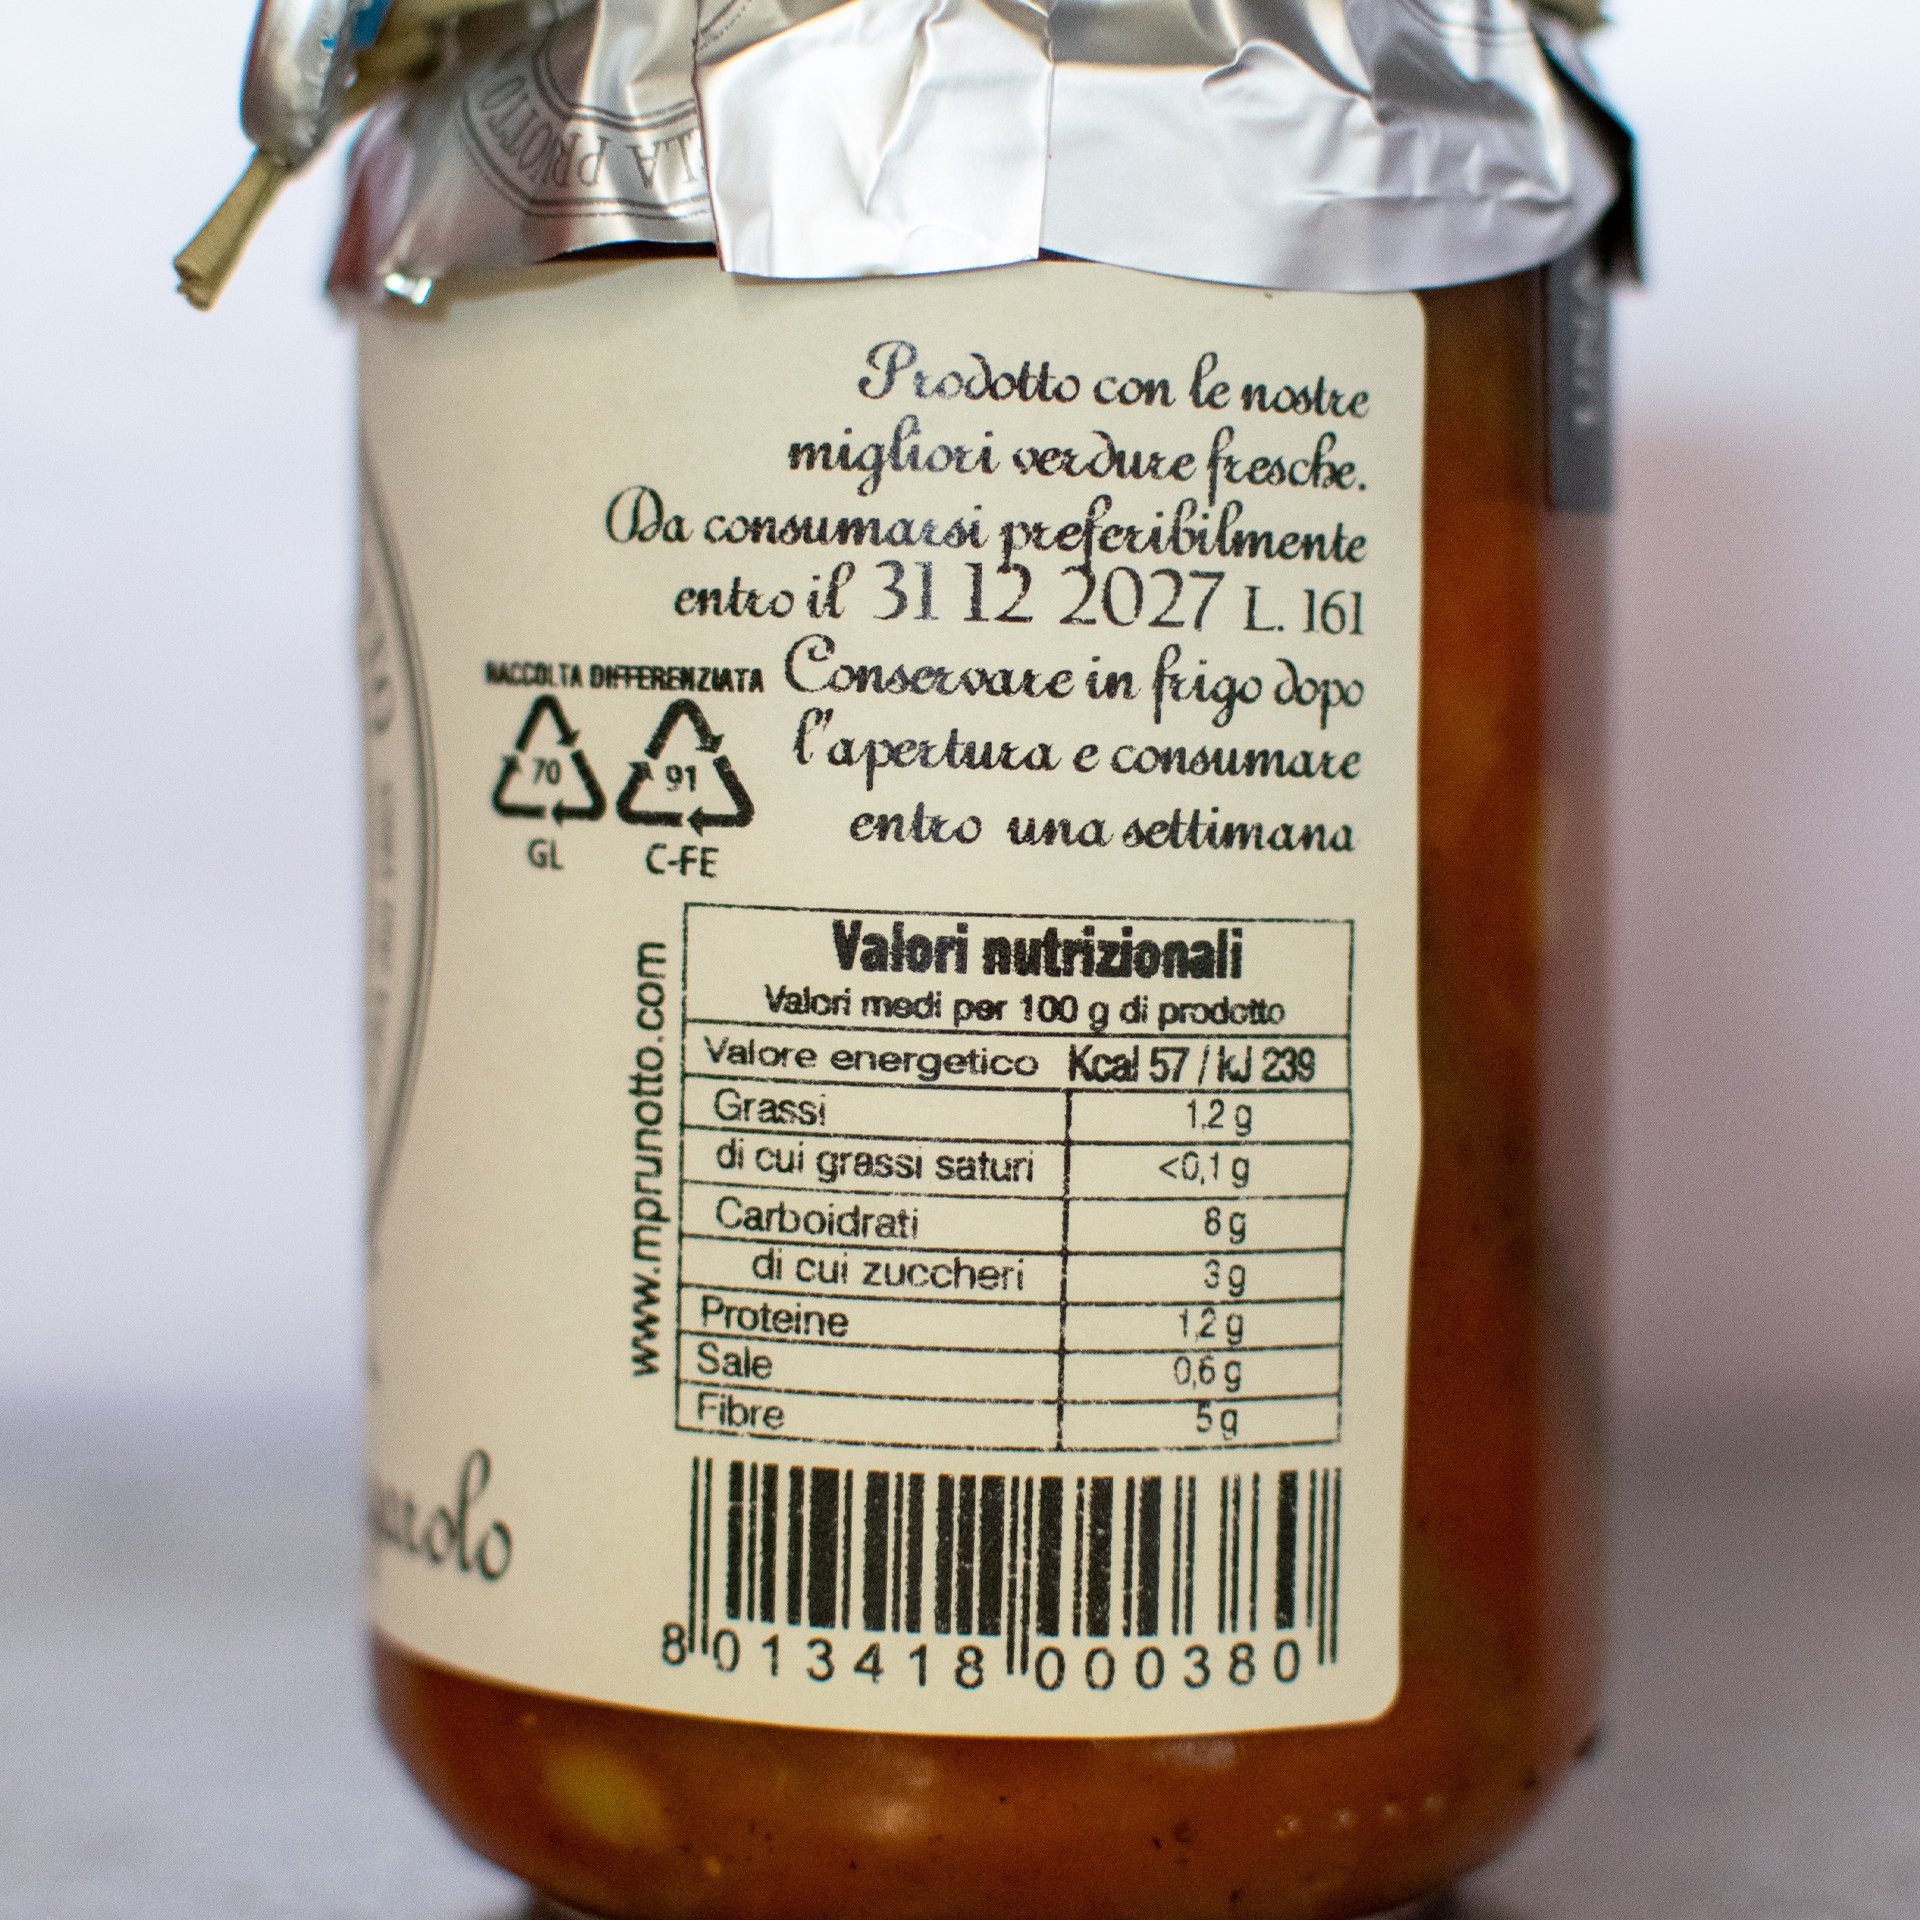 LA PRIOTTO
Prodotto con le nostre
migliori verdure fresche.
Da consumarsi preferibilmente
entro il 31 12 2027 L. 161
Conservare in frigo dopo
l'apertura e consumare
entro una settimana
RACCOLTA DIFFERENZIATA
70 91
GL C-FE
www.mprunotto.com
Valori nutrizionali
Valori medi per 100 g di prodotto
Valore energetico Kcal 57 / kJ 239
Grassi 1,2 g
di cui grassi saturi <0,1 g
Carboidrati 8 g
di cui zuccheri 3 g
Proteine 1,2 g
Sale 0,6 g
Fibre 5 g
8 013418 000380